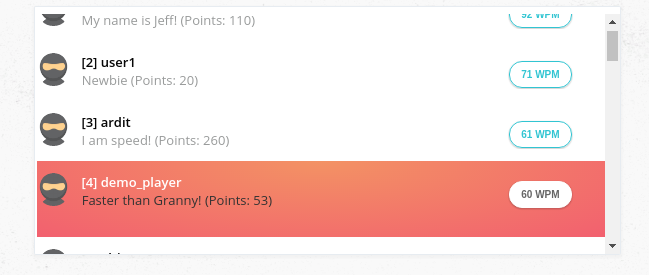 My name is Jeff! (Points: 110)
92 WPM
[2] user1
Newbie (Points: 20)
71 WPM
[3] ardit
I am speed! (Points: 260)
61 WPM
[4] demo_player
Faster than Granny! (Points: 53)
60 WPM